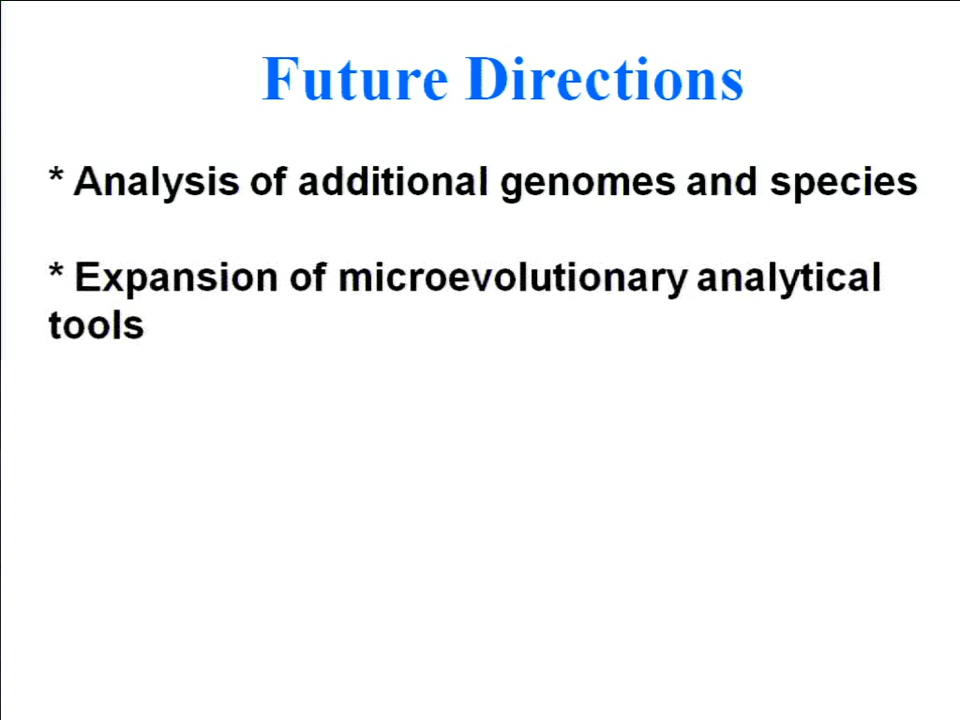 Future Directions
* Analysis of additional genomes and species
* Expansion of microevolutionary analytical
tools